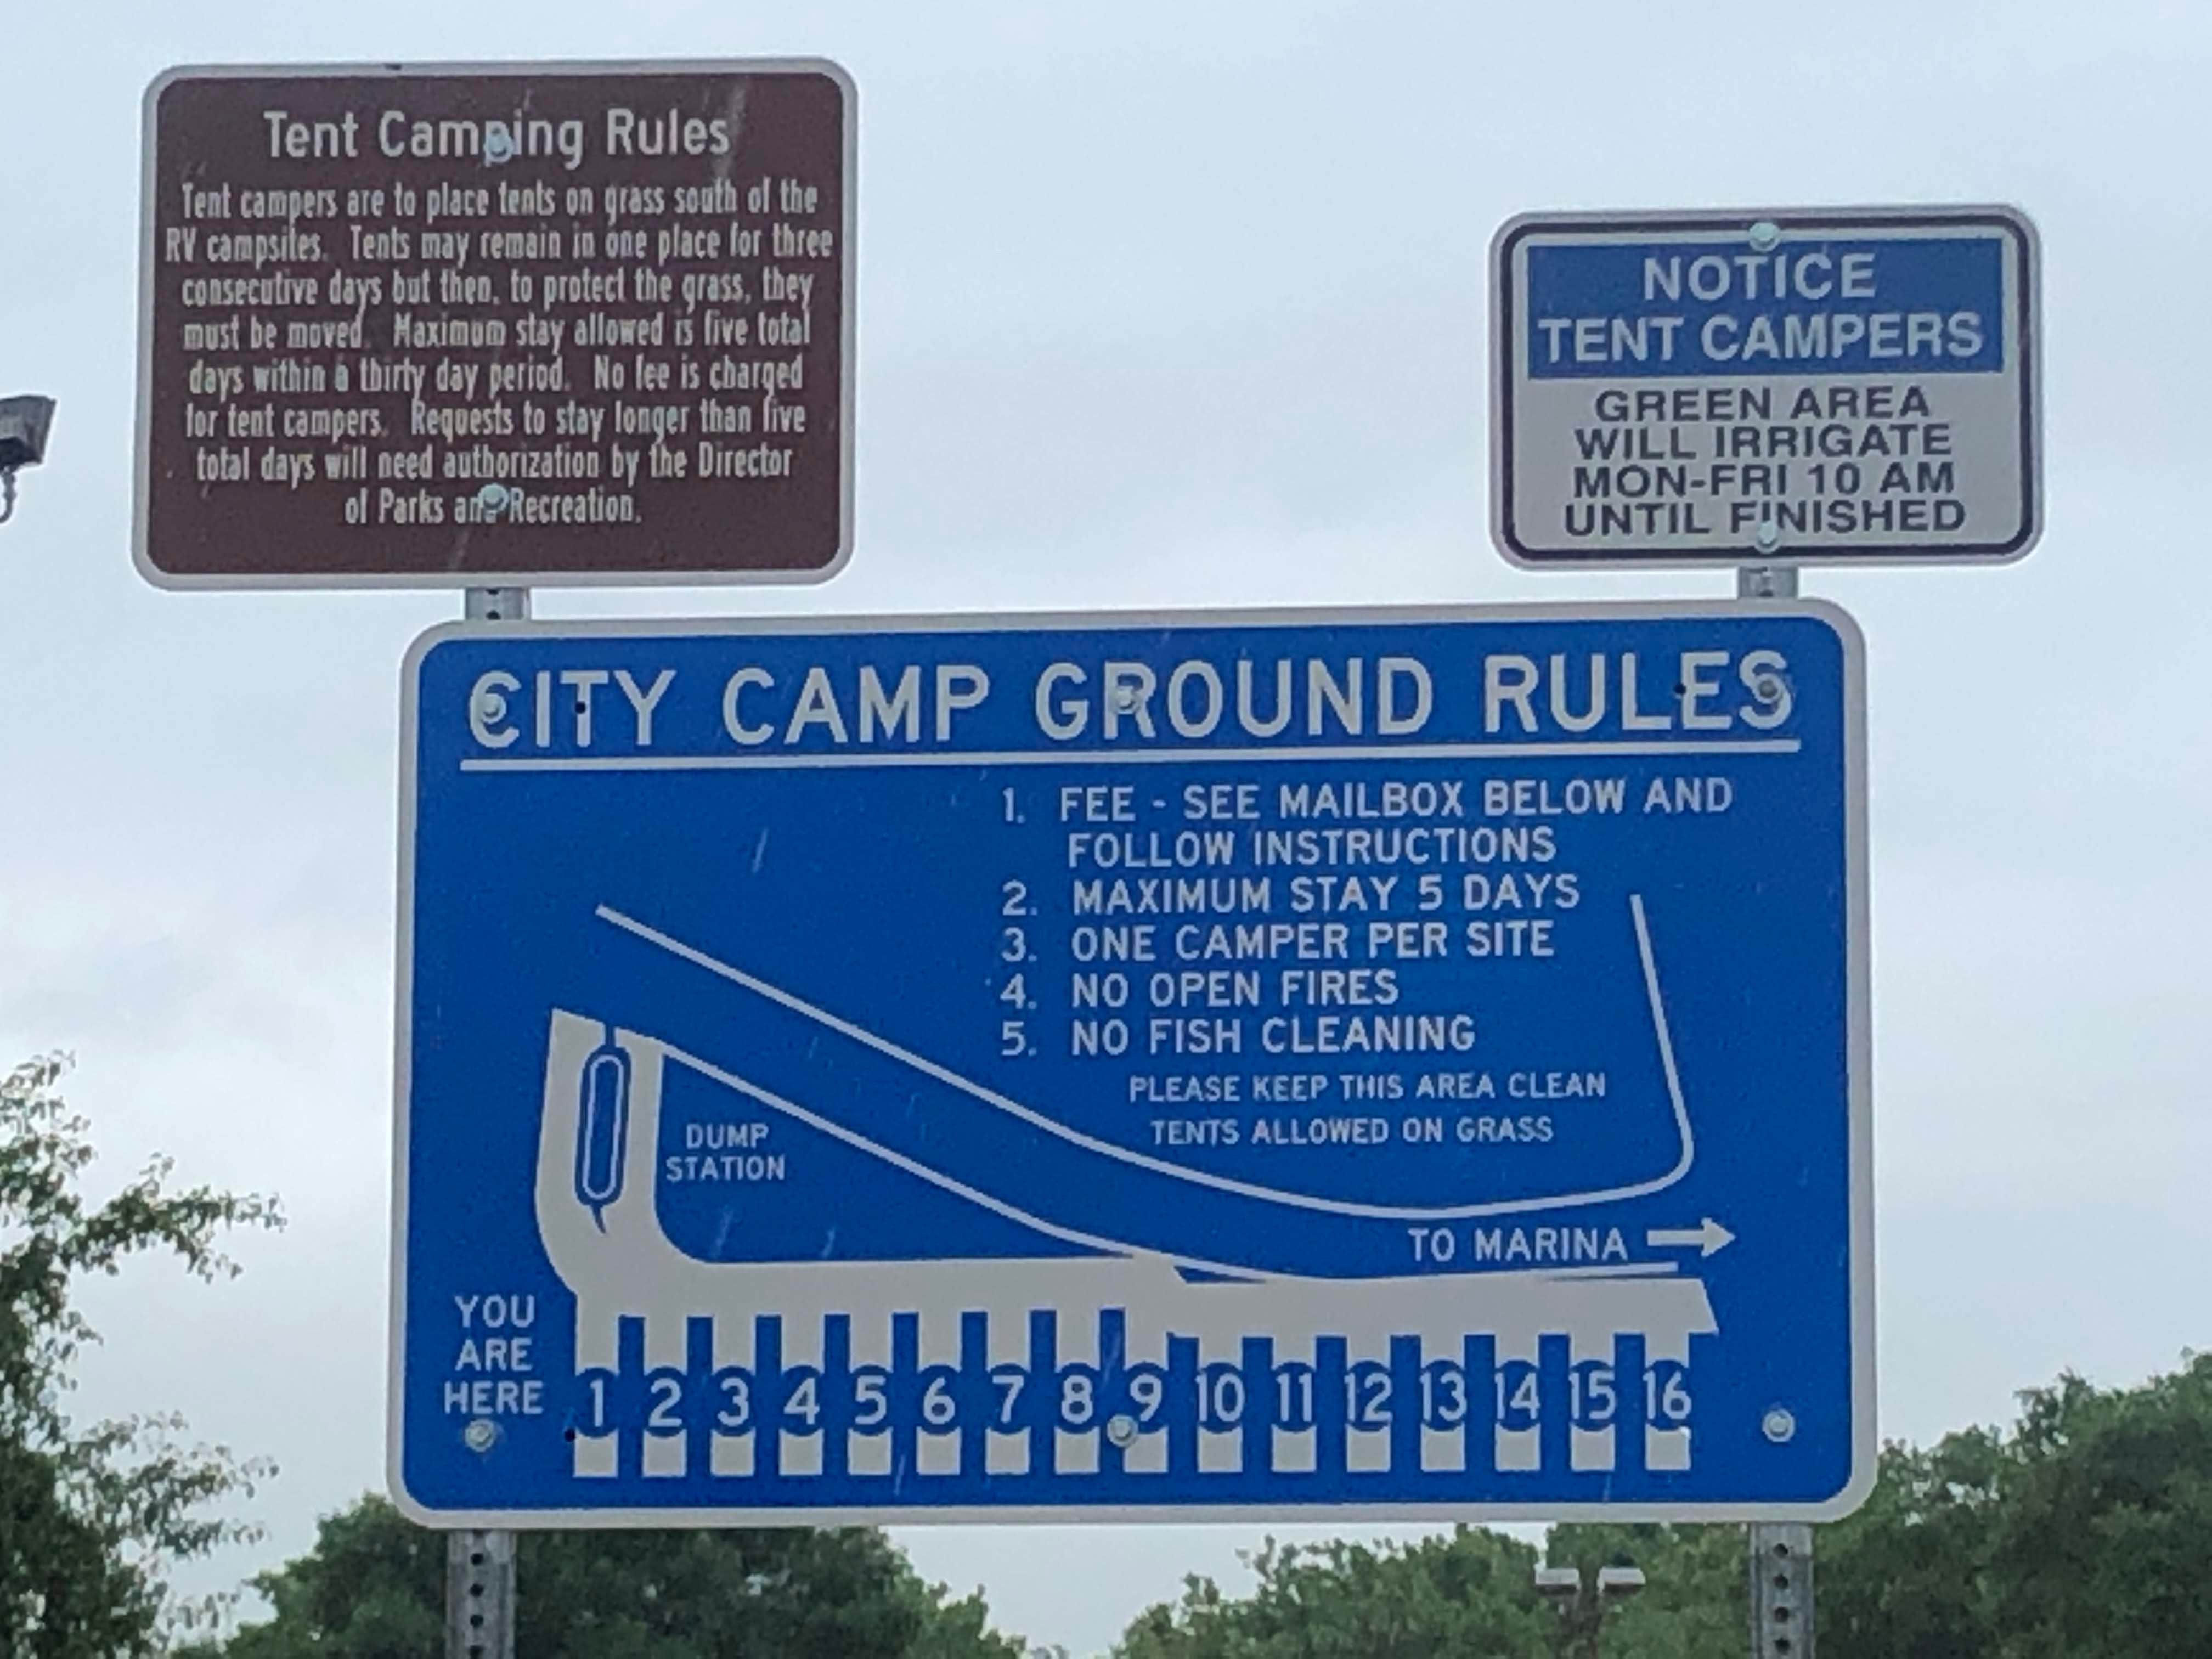 Tent Camping Rules
Tent campers are to place tents on grass south of the
RV campsites. Tents may remain in one place for three
consecutive days but then, to protect the grass, they
must be moved. Maximum stay allowed is five total
days within a thirty day period. No fee is charged
for tent campers. Requests to stay longer than five
total days will need authorization by the Director
of Parks and Recreation.
NOTICE
TENT CAMPERS
GREEN AREA
WILL IRRIGATE
MON-FRI 10 AM
UNTIL FINISHED
CITY CAMP GROUND RULES
1. FEE - SEE MAILBOX BELOW AND
FOLLOW INSTRUCTIONS
2. MAXIMUM STAY 5 DAYS
3. ONE CAMPER PER SITE
4. NO OPEN FIRES
5. NO FISH CLEANING
PLEASE KEEP THIS AREA CLEAN
TENTS ALLOWED ON GRASS
DUMP
STATION
TO MARINA
YOU
ARE
HERE
1 2 3 4 5 6 7 8 9 10 11 12 13 14 15 16